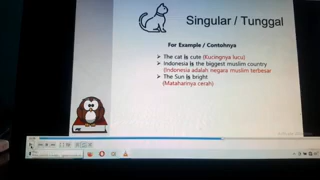 Singular / Tunggal
For Example / Contohnya
The cat is cute (Kucingnya lucu)
Indonesia is the biggest muslim country
(Indonesia adalah negara muslim terbesar
The Sun is bright
(Mataharinya cerah)